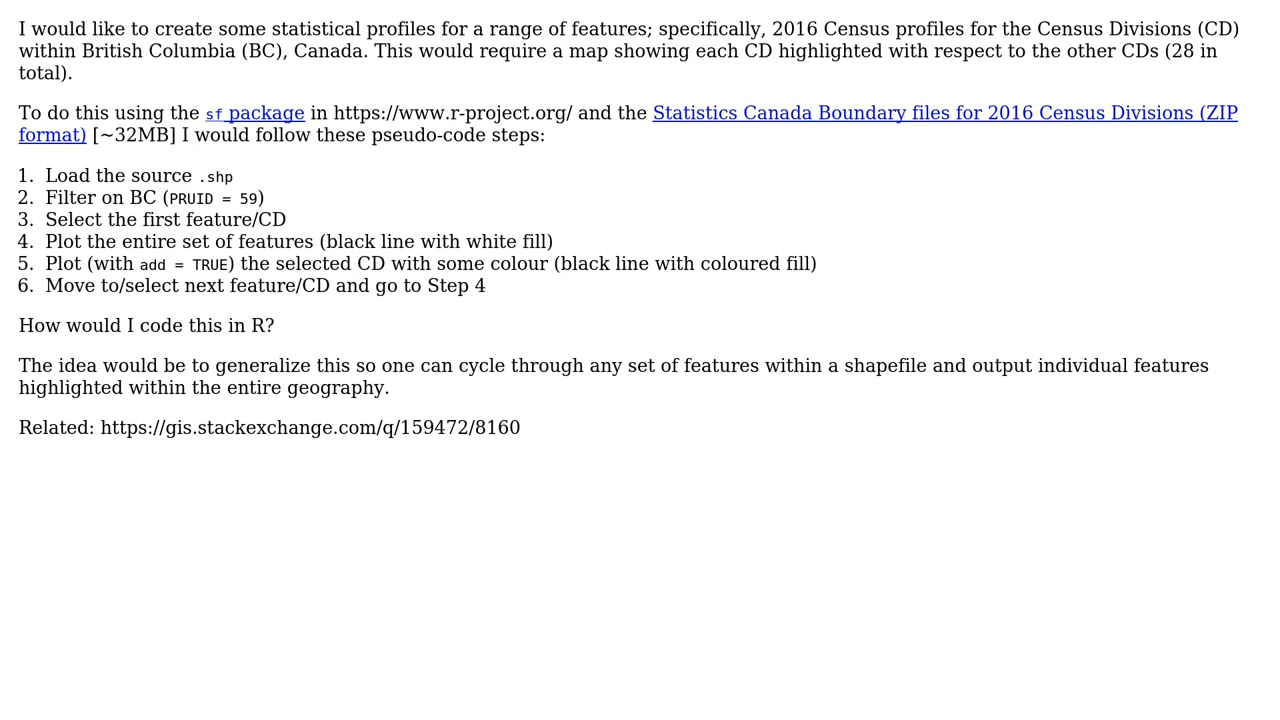 I would like to create some statistical profiles for a range of features; specifically, 2016 Census profiles for the Census Divisions (CD)
within British Columbia (BC), Canada. This would require a map showing each CD highlighted with respect to the other CDs (28 in
total).
To do this using the sf package in https://www.r-project.org/ and the Statistics Canada Boundary files for 2016 Census Divisions (ZIP
format) [~32MB] I would follow these pseudo-code steps:
1. Load the source .shp
2. Filter on BC (PRUID = 59)
3. Select the first feature/CD
4. Plot the entire set of features (black line with white fill)
5. Plot (with add = TRUE) the selected CD with some colour (black line with coloured fill)
6. Move to/select next feature/CD and go to Step 4
How would I code this in R?
The idea would be to generalize this so one can cycle through any set of features within a shapefile and output individual features
highlighted within the entire geography.
Related: https://gis.stackexchange.com/q/159472/8160